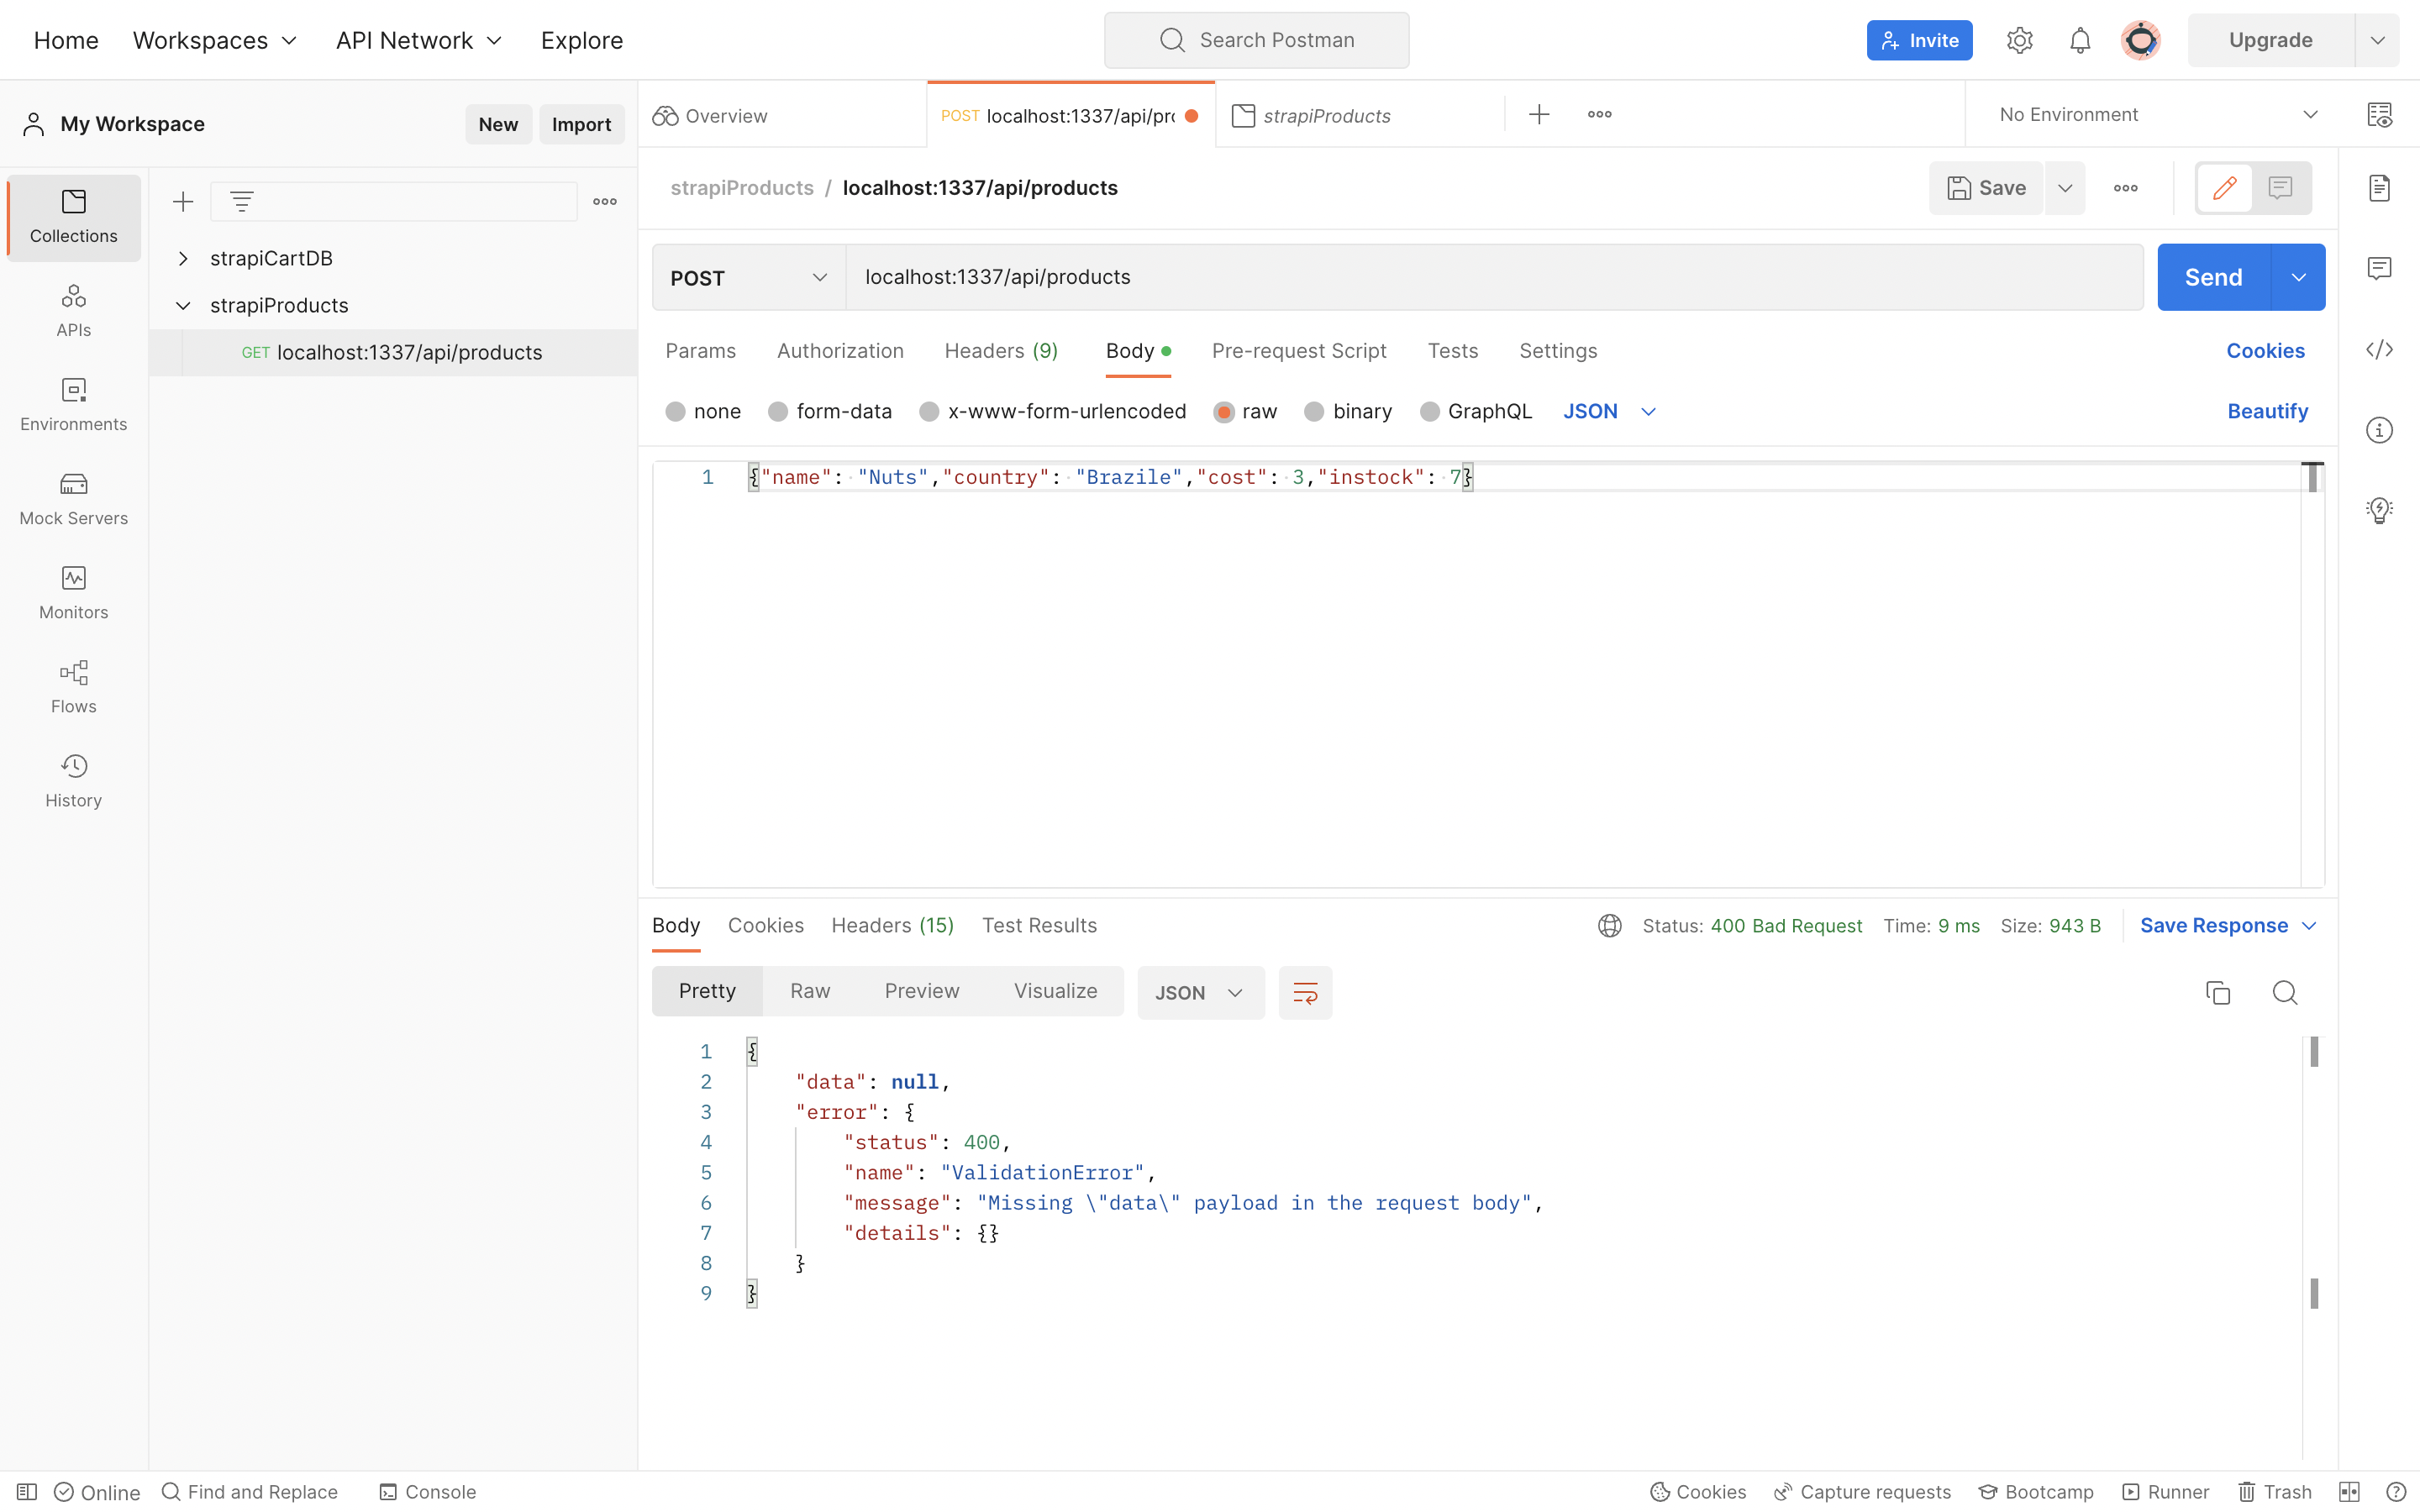 Home Workspaces API Network Explore Search Postman Invite Upgrade
My Workspace New Import
Overview POST localhost:1337/api/pro strapiProducts No Environment
strapiProducts / localhost:1337/api/products Save
Collections
strapiCartDB
strapiProducts
GET localhost:1337/api/products
APIs
Environments
Mock Servers
Monitors
Flows
History
POST localhost:1337/api/products Send
Params Authorization Headers (9) Body Pre-request Script Tests Settings Cookies
none form-data x-www-form-urlencoded raw binary GraphQL JSON Beautify
1 {"name": "Nuts","country": "Brazile","cost": 3,"instock": 7}
Body Cookies Headers (15) Test Results Status: 400 Bad Request Time: 9 ms Size: 943 B Save Response
Pretty Raw Preview Visualize JSON
1 {
2 "data": null,
3 "error": {
4 "status": 400,
5 "name": "ValidationError",
6 "message": "Missing \"data\" payload in the request body",
7 "details": {}
8 }
9 }
Online Find and Replace Console Cookies Capture requests Bootcamp Runner Trash